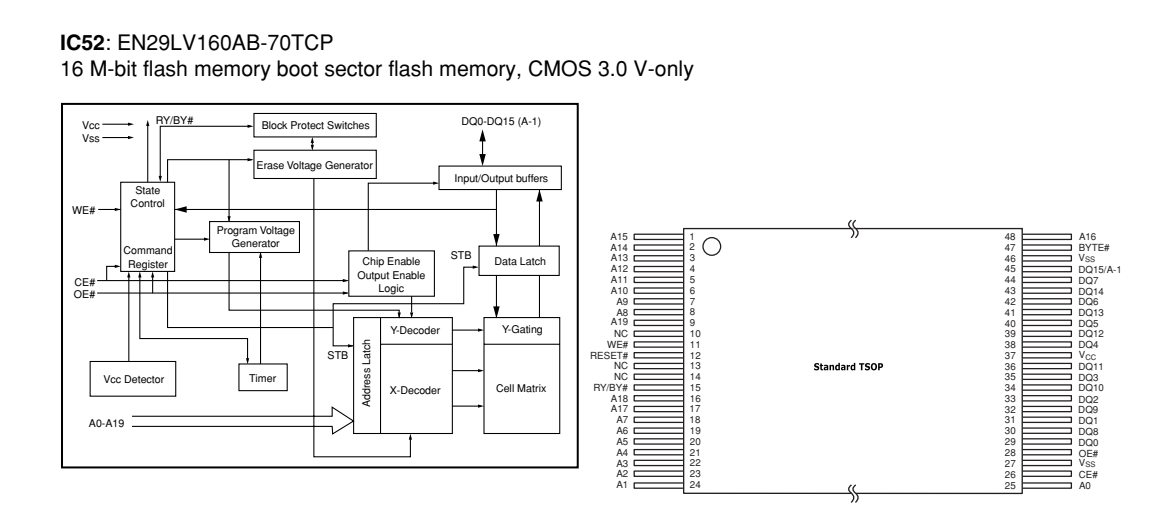 IC52: EN29LV160AB-70TCP
16 M-bit flash memory boot sector flash memory, CMOS 3.0 V-only
Vcc
Vss
RY/BY#
Block Protect Switches
DQ0-DQ15 (A-1)
Erase Voltage Generator
Input/Output buffers
State
Control
WE#
Program Voltage
Generator
Command
Register
Chip Enable
Output Enable
Logic
STB
Data Latch
CE#
OE#
Y-Decoder
Y-Gating
STB
Address Latch
Vcc Detector
Timer
X-Decoder
Cell Matrix
A0-A19
A15 1 48 A16
A14 2 47 BYTE#
A13 3 46 Vss
A12 4 45 DQ15/A-1
A11 5 44 DQ7
A10 6 43 DQ14
A9 7 42 DQ6
A8 8 41 DQ13
A19 9 40 DQ5
NC 10 39 DQ12
WE# 11 38 DQ4
RESET# 12 37 Vcc
NC 13 36 DQ11
NC 14 35 DQ3
RY/BY# 15 34 DQ10
A18 16 33 DQ2
A17 17 32 DQ9
A7 18 31 DQ1
A6 19 30 DQ8
A5 20 29 DQ0
A4 21 28 OE#
A3 22 27 Vss
A2 23 26 CE#
A1 24 25 A0
Standard TSOP